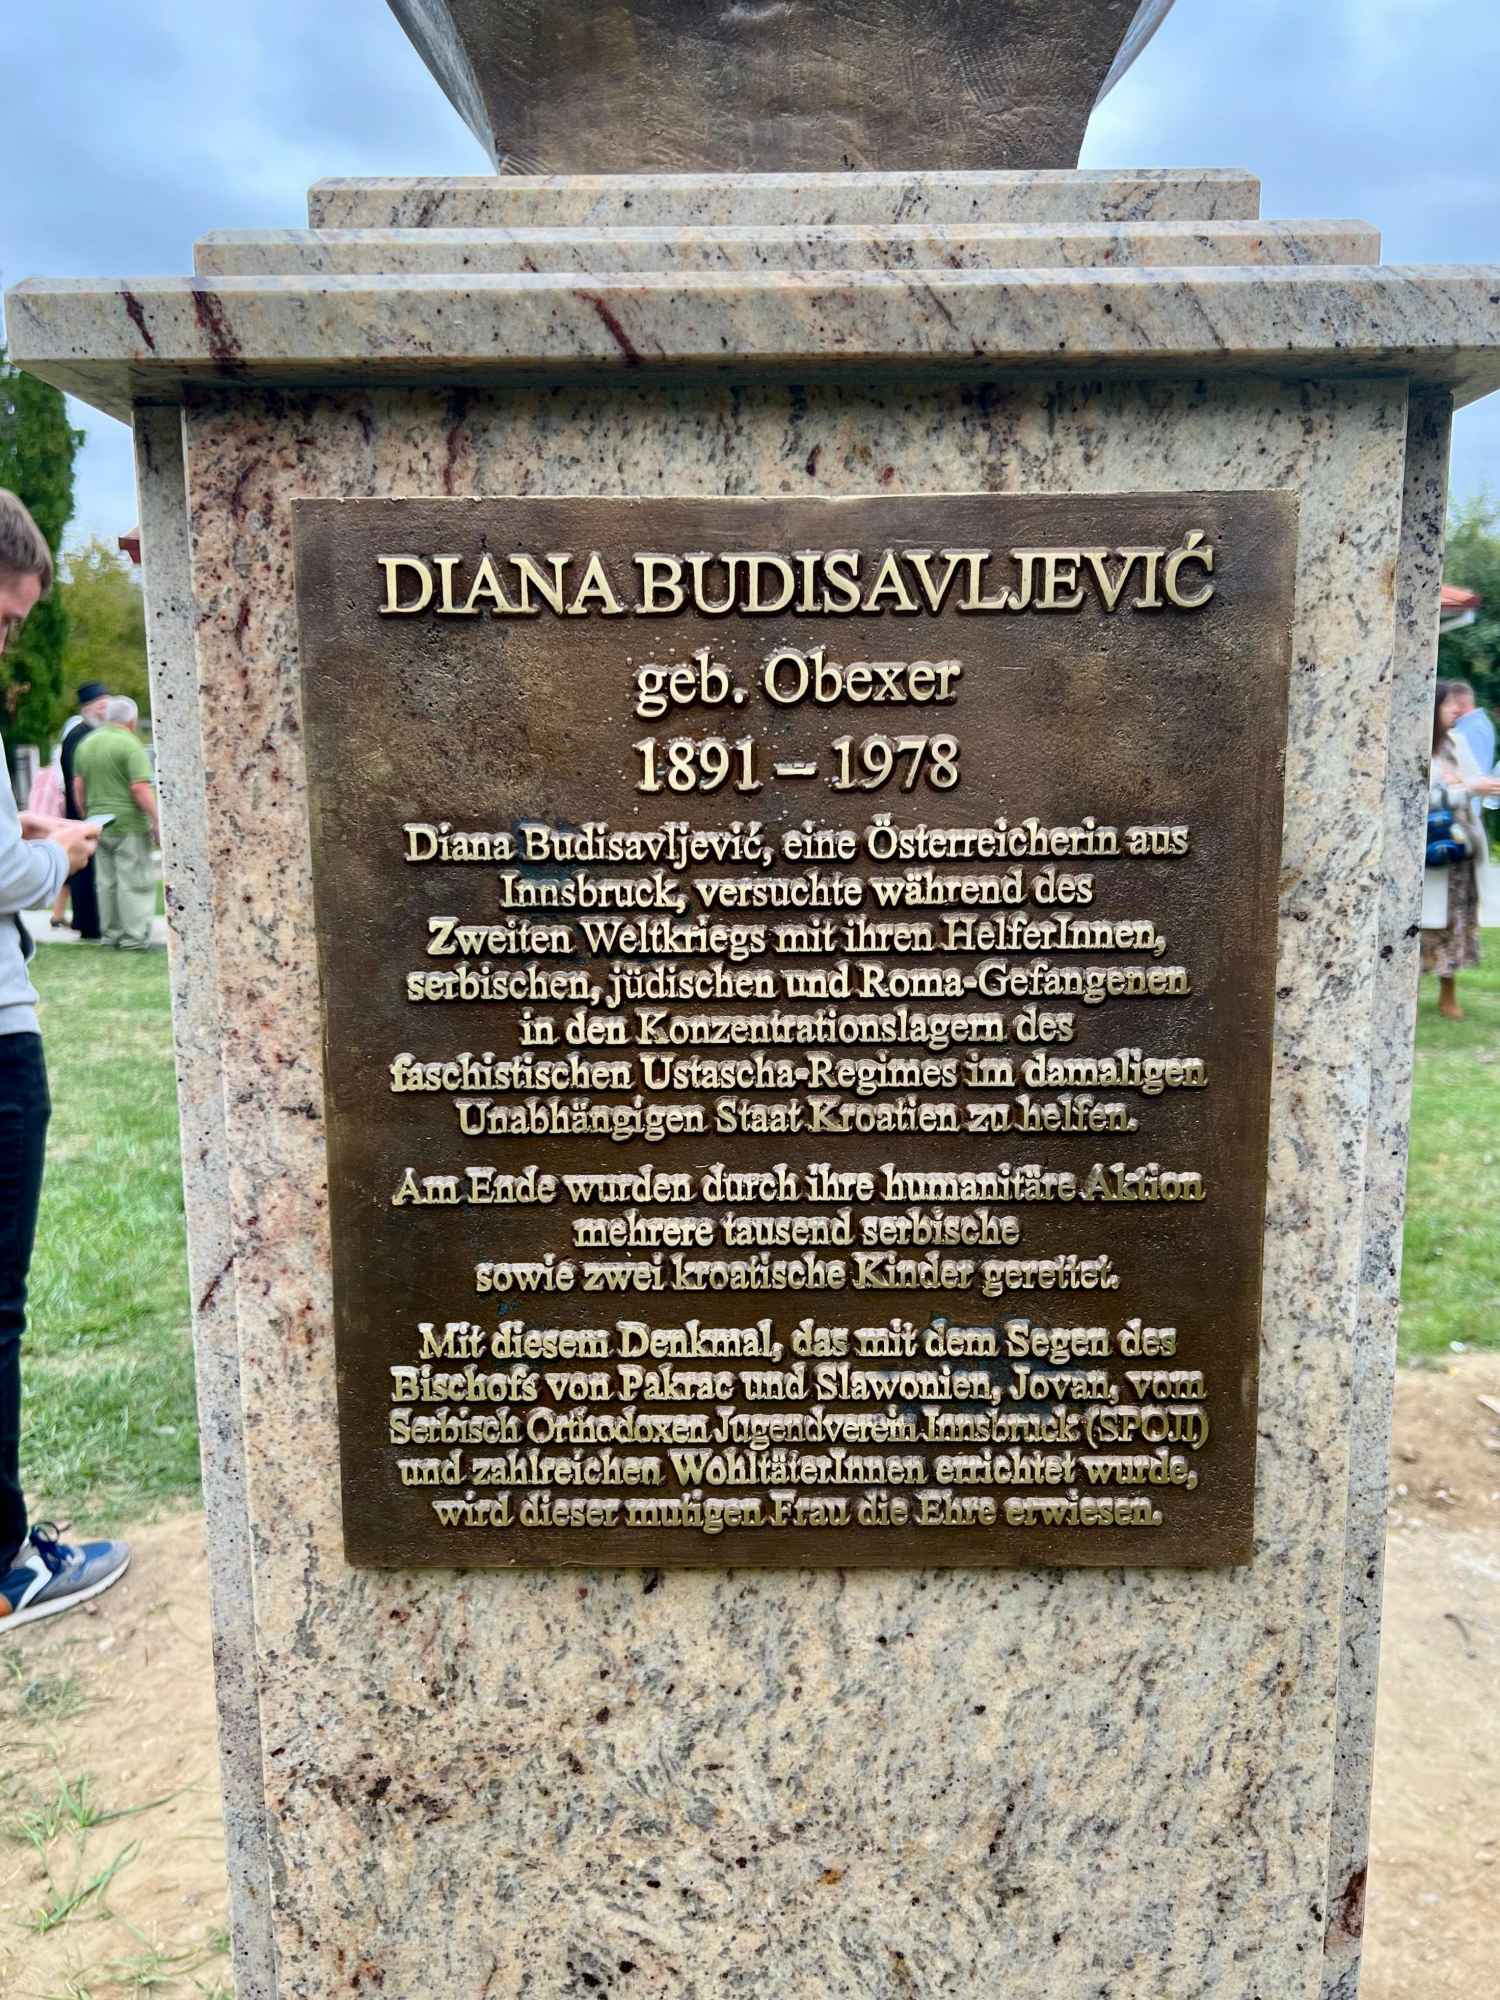 DIANA BUDISAVLJEVIĆ
geb. Obexer
1891 – 1978
Diana Budisavljević, eine Österreicherin aus
Innsbruck, versuchte während des
Zweiten Weltkriegs mit ihren HelferInnen,
serbischen, jüdischen und Roma-Gefangenen
in den Konzentrationslagern des
faschistischen Ustascha-Regimes im damaligen
Unabhängigen Staat Kroatien zu helfen.
Am Ende wurden durch ihre humanitäre Aktion
mehrere tausend serbische
sowie zwei kroatische Kinder gerettet.
Mit diesem Denkmal, das mit dem Segen des
Bischofs von Pakrac und Slawonien, Jovan, vom
Serbisch Orthodoxen Jugendverein Innsbruck (SPOJI)
und zahlreichen WohltäterInnen errichtet wurde,
wird dieser mutigen Frau die Ehre erwiesen.